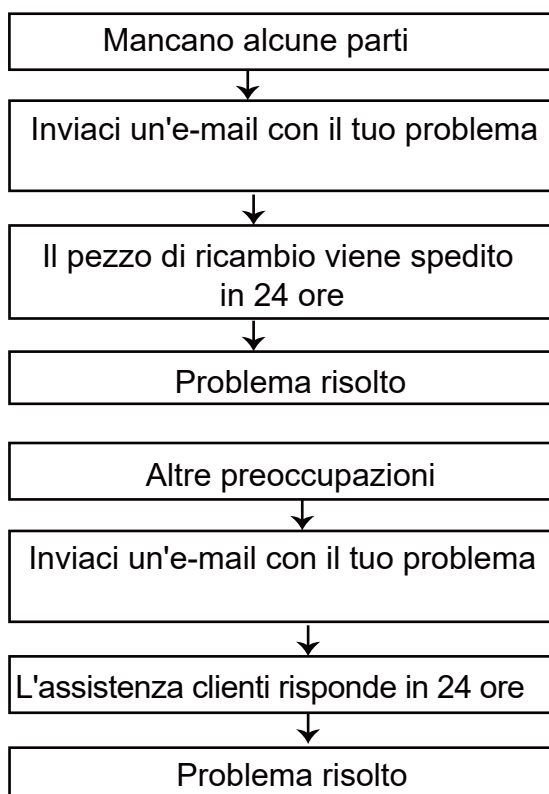 Mancano alcune parti
Inviaci un'e-mail con il tuo problema
Il pezzo di ricambio viene spedito
in 24 ore
Problema risolto
Altre preoccupazioni
Inviaci un'e-mail con il tuo problema
L'assistenza clienti risponde in 24 ore
Problema risolto